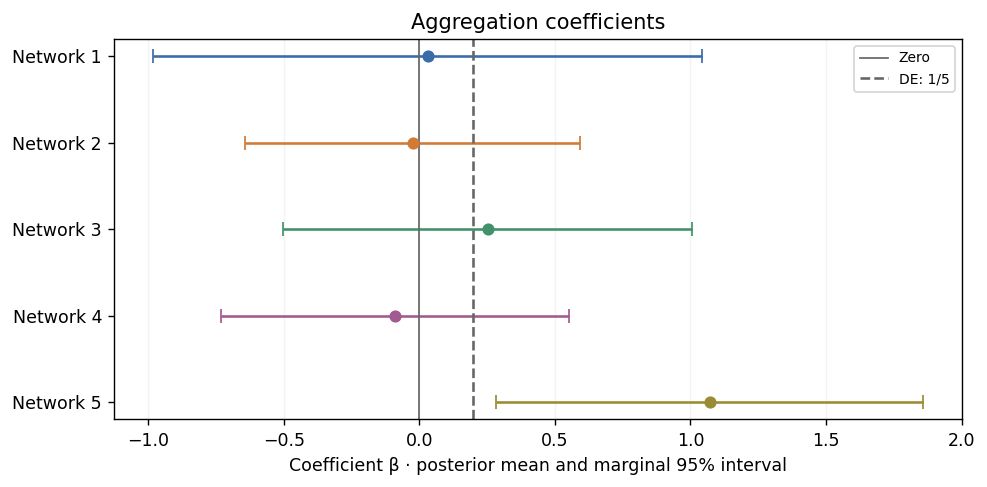 Aggregation coefficients
Network 1
Network 2
Network 3
Network 4
Network 5
Zero
DE: 1/5
−1.0 −0.5 0.0 0.5 1.0 1.5 2.0
Coefficient β · posterior mean and marginal 95% interval